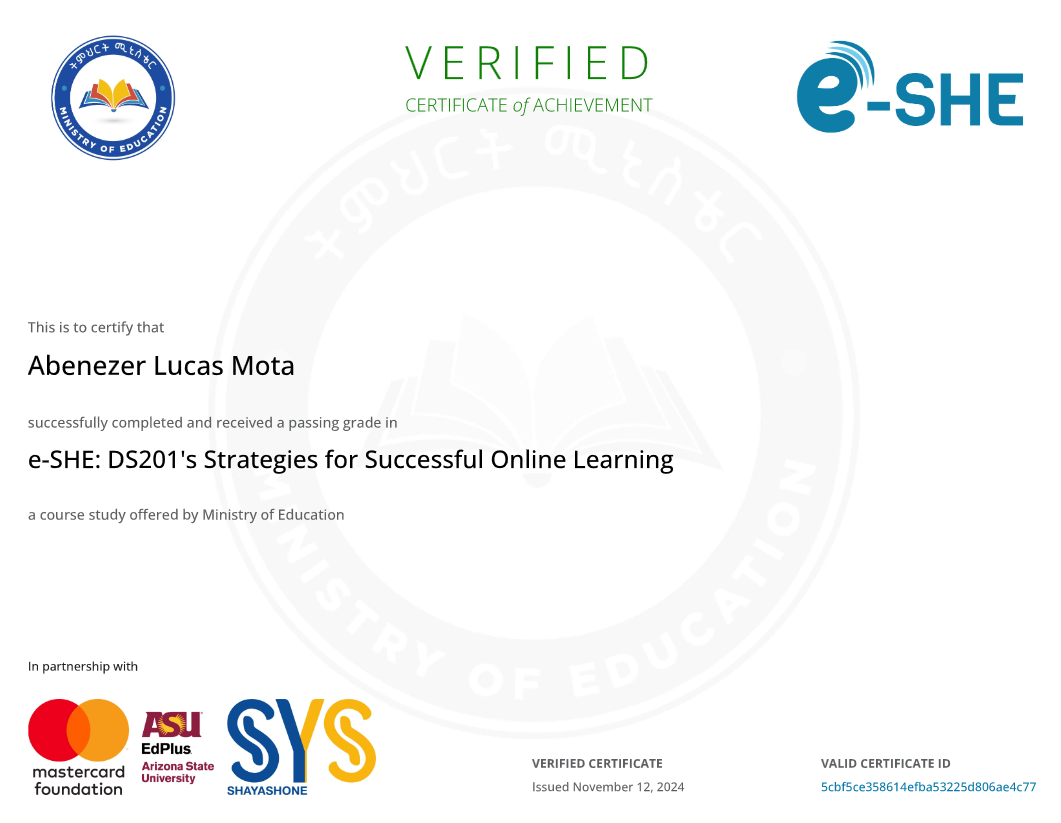 ትምህርት ሚኒስቴር
MINISTRY OF EDUCATION
VERIFIED
CERTIFICATE of ACHIEVEMENT
e-SHE
ትምህርት ሚኒስቴር
MINISTRY OF EDUCATION
This is to certify that
Abenezer Lucas Mota
successfully completed and received a passing grade in
e-SHE: DS201's Strategies for Successful Online Learning
a course study offered by Ministry of Education
In partnership with
mastercard
foundation
ASU
EdPlus
Arizona State
University
SYS
SHAYASHONE
VERIFIED CERTIFICATE
Issued November 12, 2024
VALID CERTIFICATE ID
5cbf5ce358614efba53225d806ae4c77